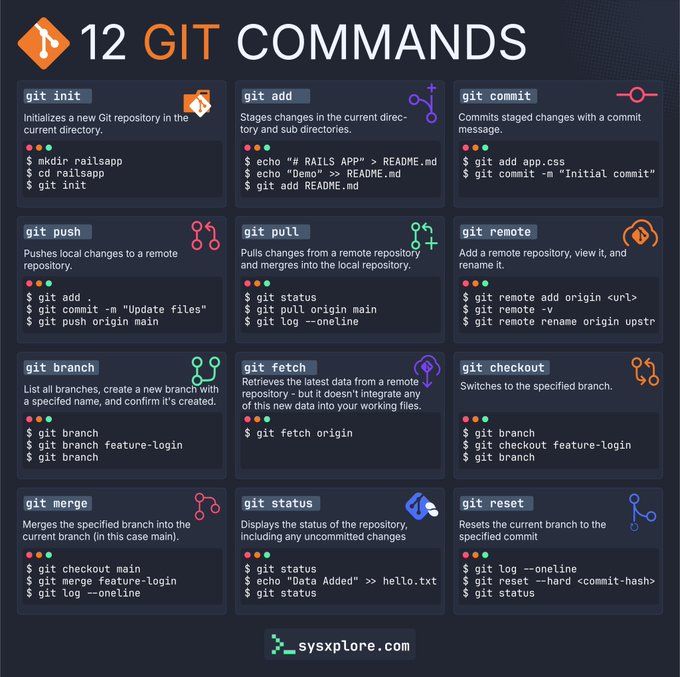 12 GIT COMMANDS
git init
Initializes a new Git repository in the
current directory.
$ mkdir railsapp
$ cd railsapp
$ git init
git add
Stages changes in the current direc-
tory and sub directories.
$ echo “# RAILS APP” > README.md
$ echo “Demo” >> README.md
$ git add README.md
git commit
Commits staged changes with a commit
message.
$ git add app.css
$ git commit -m “Initial commit”
git push
Pushes local changes to a remote
repository.
$ git add .
$ git commit -m "Update files"
$ git push origin main
git pull
Pulls changes from a remote repository
and mergres into the local repository.
$ git status
$ git pull origin main
$ git log --oneline
git remote
Add a remote repository, view it, and
rename it.
$ git remote add origin <url>
$ git remote -v
$ git remote rename origin upstr
git branch
List all branches, create a new branch with
a specifed name, and confirm it's created.
$ git branch
$ git branch feature-login
$ git branch
git fetch
Retrieves the latest data from a remote
repository - but it doesn't integrate any
of this new data into your working files.
$ git fetch origin
git checkout
Switches to the specified branch.
$ git branch
$ git checkout feature-login
$ git branch
git merge
Merges the specified branch into the
current branch (in this case main).
$ git checkout main
$ git merge feature-login
$ git log --oneline
git status
Displays the status of the repository,
including any uncommitted changes
$ git status
$ echo "Data Added" >> hello.txt
$ git status
git reset
Resets the current branch to the
specified commit
$ git log --oneline
$ git reset --hard <commit-hash>
$ git status
sysxplore.com